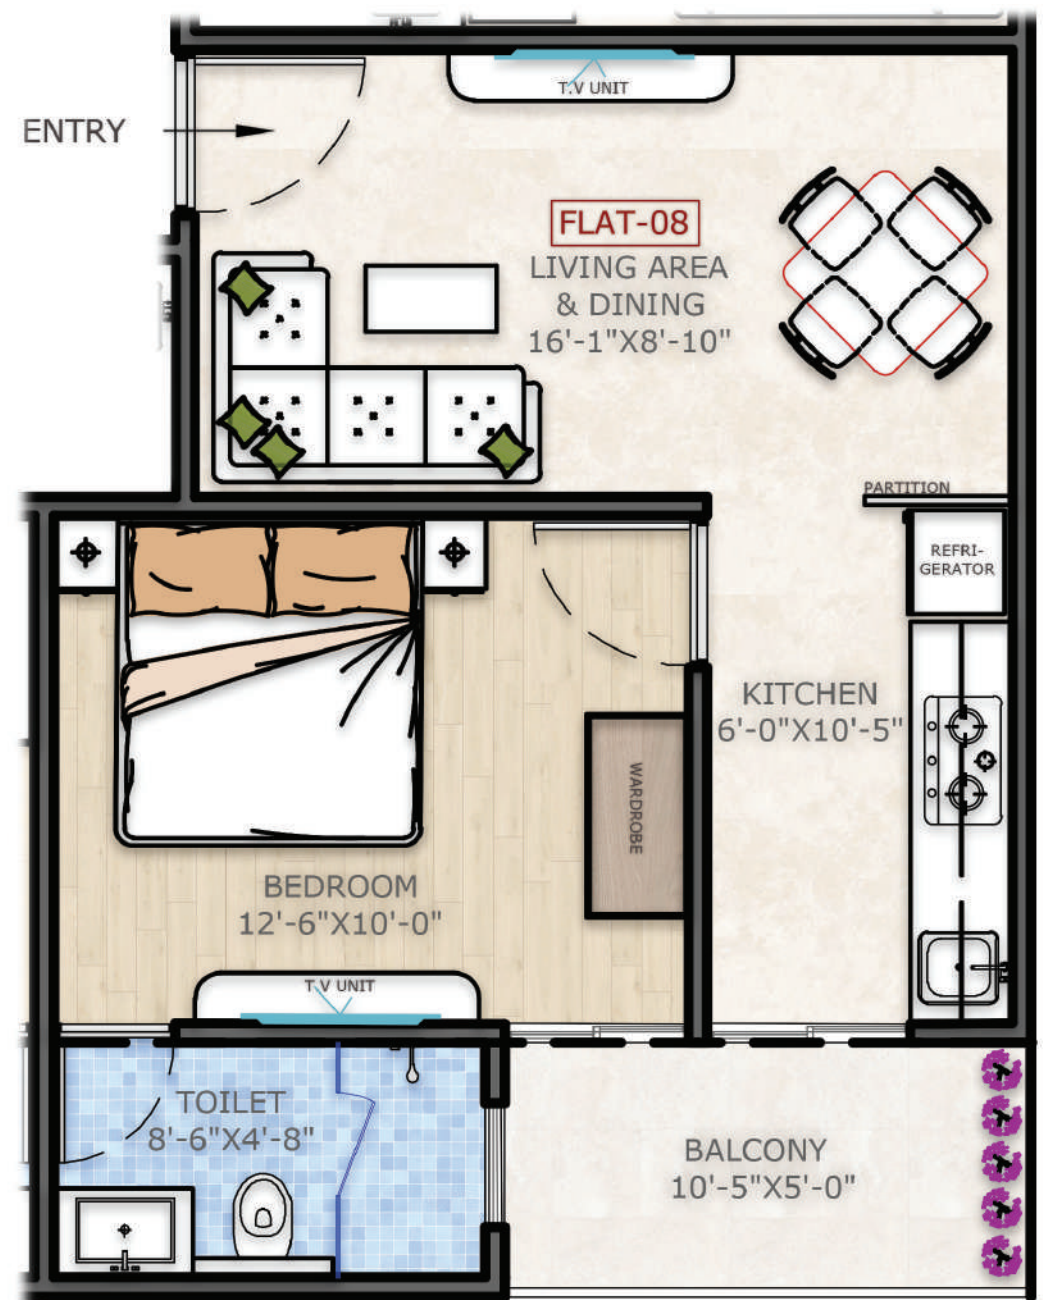 T.V UNIT
ENTRY
FLAT-08
LIVING AREA
& DINING
16'-1"X8'-10"
PARTITION
REFRI-
GERATOR
KITCHEN
6'-0"X10'-5"
WARDROBE
BEDROOM
12'-6"X10'-0"
T.V UNIT
TOILET
8'-6"X4'-8"
BALCONY
10'-5"X5'-0"